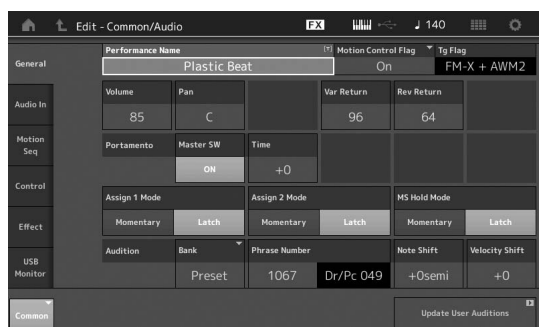 Edit - Common/Audio FX ♩ 140
Performance Name Motion Control Flag Tg Flag
General Plastic Beat On FM-X + AWM2
Volume Pan Var Return Rev Return
Audio In 85 C 96 64
Motion Seq Portamento Master SW Time
ON +0
Control Assign 1 Mode Assign 2 Mode MS Hold Mode
Effect Momentary Latch Momentary Latch Momentary Latch
Audition Bank Phrase Number Note Shift Velocity Shift
USB Monitor Preset 1067 Dr/Pc 049 +0semi +0
Common Update User Auditions